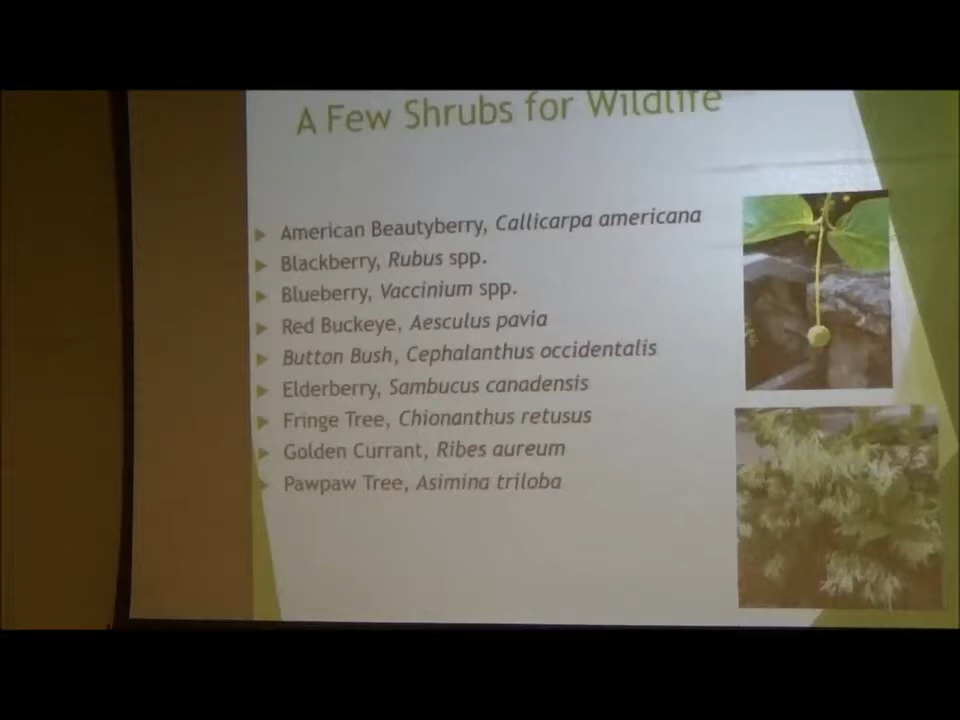 A Few Shrubs for Wildlife
American Beautyberry, Callicarpa americana
Blackberry, Rubus spp.
Blueberry, Vaccinium spp.
Red Buckeye, Aesculus pavia
Button Bush, Cephalanthus occidentalis
Elderberry, Sambucus canadensis
Fringe Tree, Chionanthus retusus
Golden Currant, Ribes aureum
Pawpaw Tree, Asimina triloba